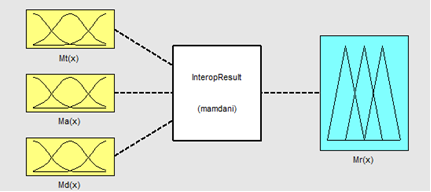 Mt(x)
Ma(x)
Md(x)
InteropResult
(mamdani)
Mr(x)